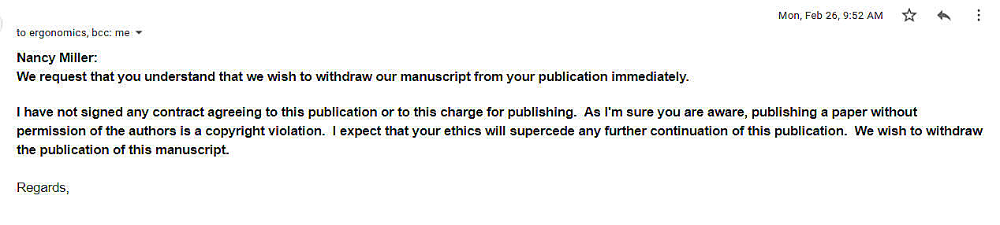 Mon, Feb 26, 9:52 AM
to ergonomics, bcc: me
Nancy Miller:
We request that you understand that we wish to withdraw our manuscript from your publication immediately.
I have not signed any contract agreeing to this publication or to this charge for publishing.  As I'm sure you are aware, publishing a paper without
permission of the authors is a copyright violation.  I expect that your ethics will supercede any further continuation of this publication.  We wish to withdraw
the publication of this manuscript.
Regards,